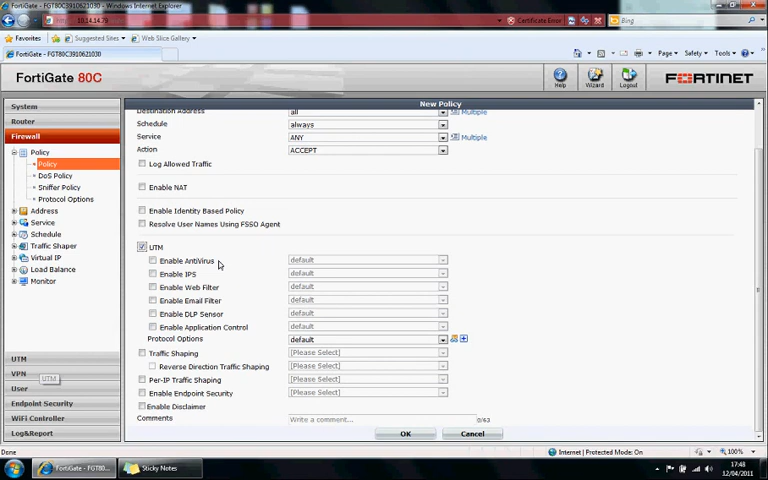 FortiGate - FGT80C3910621030 - Windows Internet Explorer
10.14.14.79
Certificate Error
Bing
Favorites
Suggested Sites
Web Slice Gallery
FortiGate - FGT80C3910621030
Page
Safety
Tools
FortiGate 80C
Help
Wizard
Logout
FORTINET
System
Router
Firewall
Policy
Policy
DoS Policy
Sniffer Policy
Protocol Options
Address
Service
Schedule
Traffic Shaper
Virtual IP
Load Balance
Monitor
UTM
VPN
UTM
User
Endpoint Security
WiFi Controller
Log&Report
New Policy
Destination Address
all
Multiple
Schedule
always
Service
ANY
Multiple
Action
ACCEPT
Log Allowed Traffic
Enable NAT
Enable Identity Based Policy
Resolve User Names Using FSSO Agent
UTM
Enable AntiVirus
default
Enable IPS
default
Enable Web Filter
default
Enable Email Filter
default
Enable DLP Sensor
default
Enable Application Control
default
Protocol Options
default
Traffic Shaping
[Please Select]
Reverse Direction Traffic Shaping
[Please Select]
Per-IP Traffic Shaping
[Please Select]
Enable Endpoint Security
[Please Select]
Enable Disclaimer
Comments
Write a comment...
0/63
OK
Cancel
Done
Internet | Protected Mode: On
100%
FortiGate - FGT80...
Sticky Notes
17:48
12/04/2011